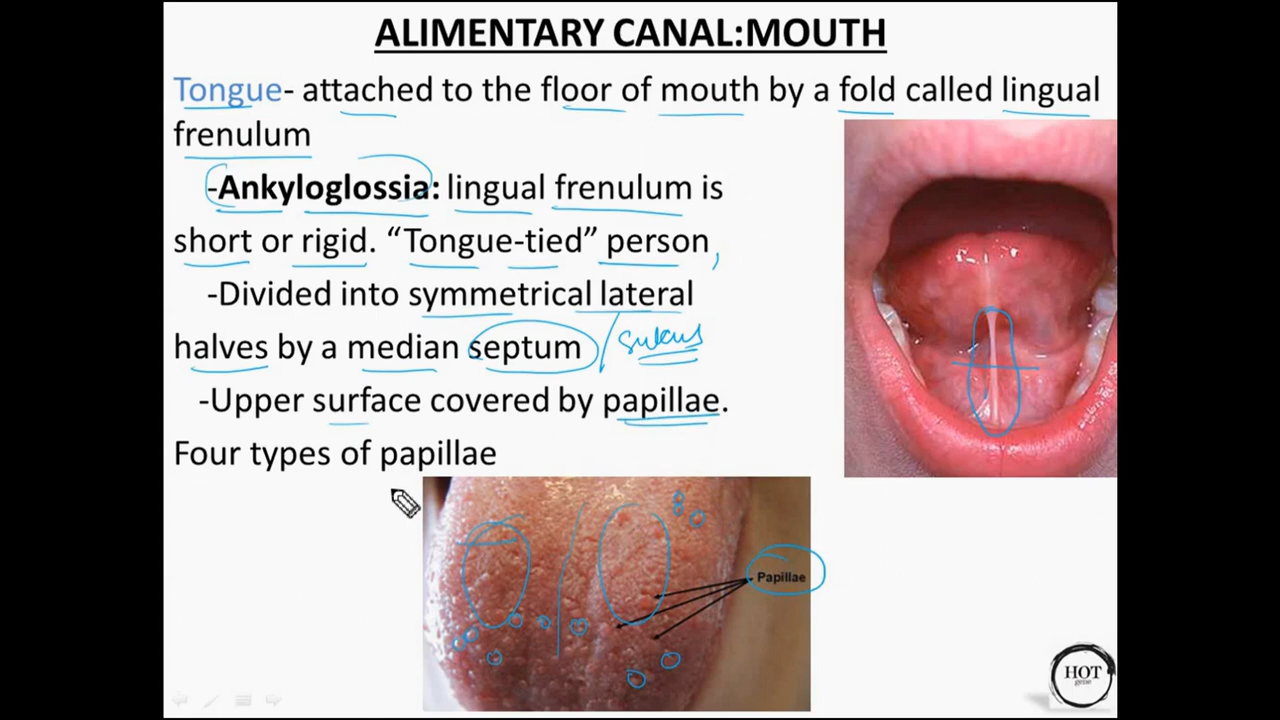 ALIMENTARY CANAL:MOUTH
Tongue- attached to the floor of mouth by a fold called lingual
frenulum
-Ankyloglossia: lingual frenulum is
short or rigid. “Tongue-tied” person,
-Divided into symmetrical lateral
halves by a median septum / sulcus
-Upper surface covered by papillae.
Four types of papillae
Papillae
HOT
gene